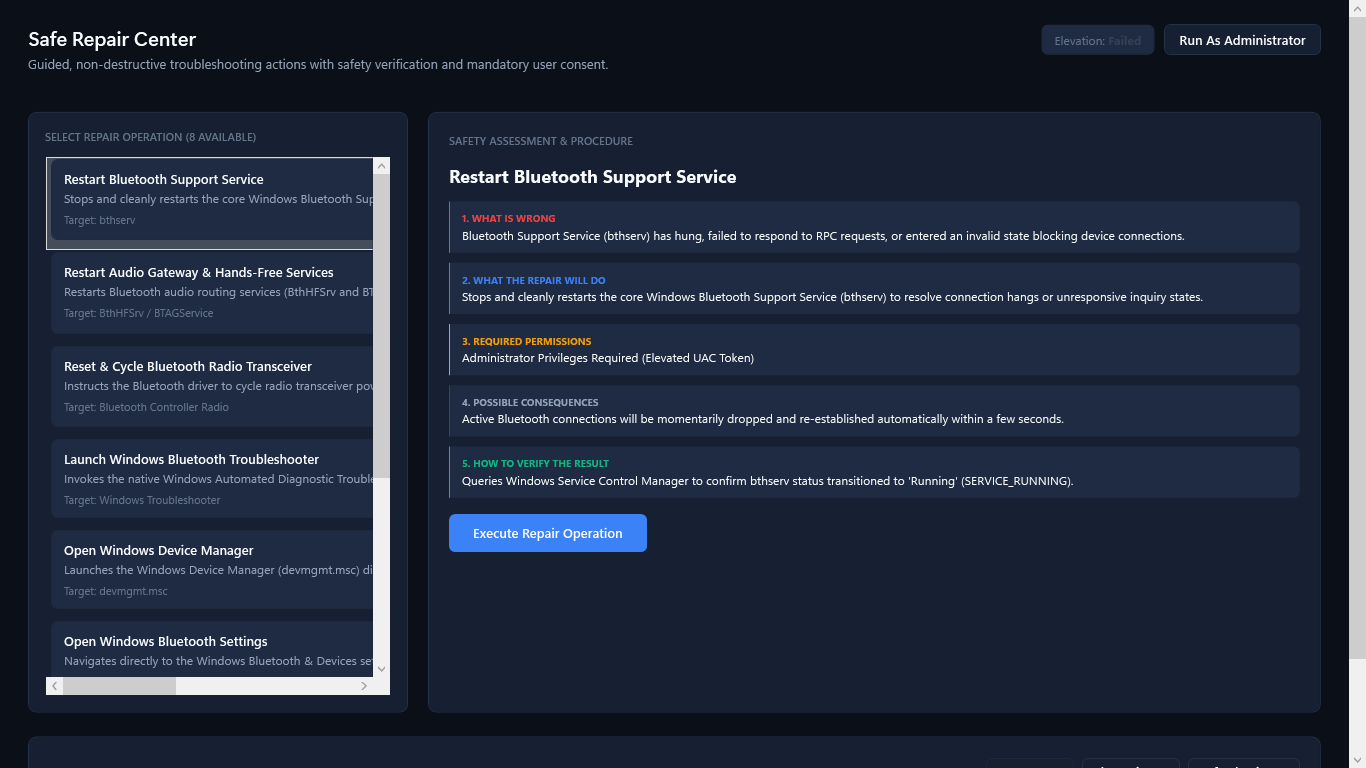 Safe Repair Center
Elevation: Failed
Run As Administrator
Guided, non-destructive troubleshooting actions with safety verification and mandatory user consent.
SELECT REPAIR OPERATION (8 AVAILABLE)
Restart Bluetooth Support Service
Stops and cleanly restarts the core Windows Bluetooth Sup
Target: bthserv
Restart Audio Gateway & Hands-Free Services
Restarts Bluetooth audio routing services (BthHFSrv and BT
Target: BthHFSrv / BTAGService
Reset & Cycle Bluetooth Radio Transceiver
Instructs the Bluetooth driver to cycle radio transceiver pow
Target: Bluetooth Controller Radio
Launch Windows Bluetooth Troubleshooter
Invokes the native Windows Automated Diagnostic Trouble
Target: Windows Troubleshooter
Open Windows Device Manager
Launches the Windows Device Manager (devmgmt.msc) di
Target: devmgmt.msc
Open Windows Bluetooth Settings
Navigates directly to the Windows Bluetooth & Devices se
SAFETY ASSESSMENT & PROCEDURE
Restart Bluetooth Support Service
1. WHAT IS WRONG
Bluetooth Support Service (bthserv) has hung, failed to respond to RPC requests, or entered an invalid state blocking device connections.
2. WHAT THE REPAIR WILL DO
Stops and cleanly restarts the core Windows Bluetooth Support Service (bthserv) to resolve connection hangs or unresponsive inquiry states.
3. REQUIRED PERMISSIONS
Administrator Privileges Required (Elevated UAC Token)
4. POSSIBLE CONSEQUENCES
Active Bluetooth connections will be momentarily dropped and re-established automatically within a few seconds.
5. HOW TO VERIFY THE RESULT
Queries Windows Service Control Manager to confirm bthserv status transitioned to 'Running' (SERVICE_RUNNING).
Execute Repair Operation